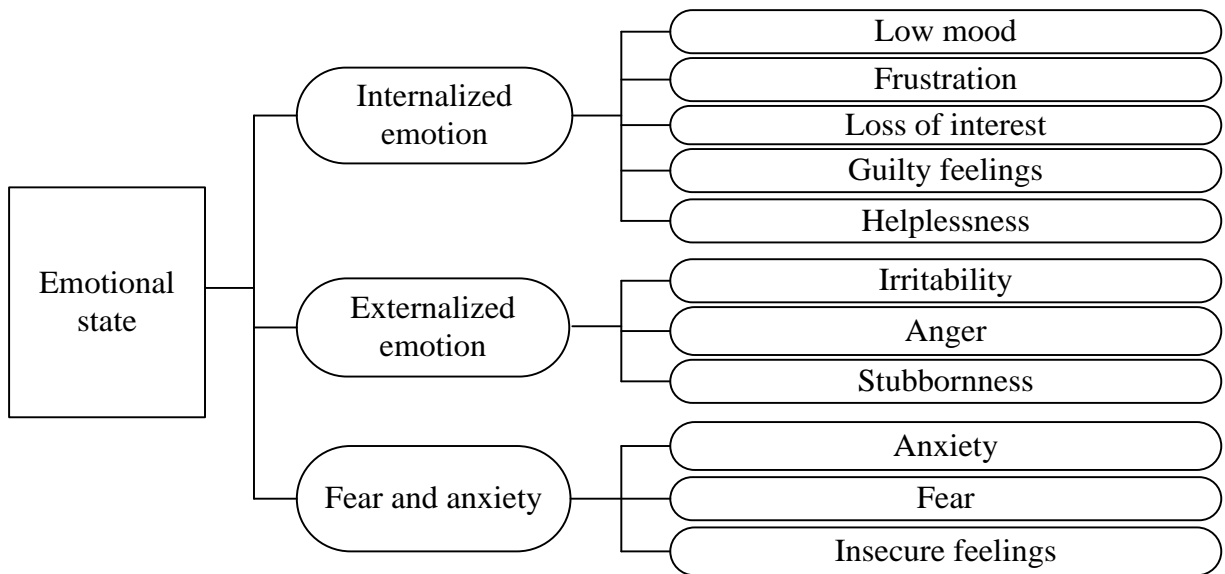 Emotional
state
Internalized
emotion
Low mood
Frustration
Loss of interest
Guilty feelings
Helplessness
Externalized
emotion
Irritability
Anger
Stubbornness
Fear and anxiety
Anxiety
Fear
Insecure feelings